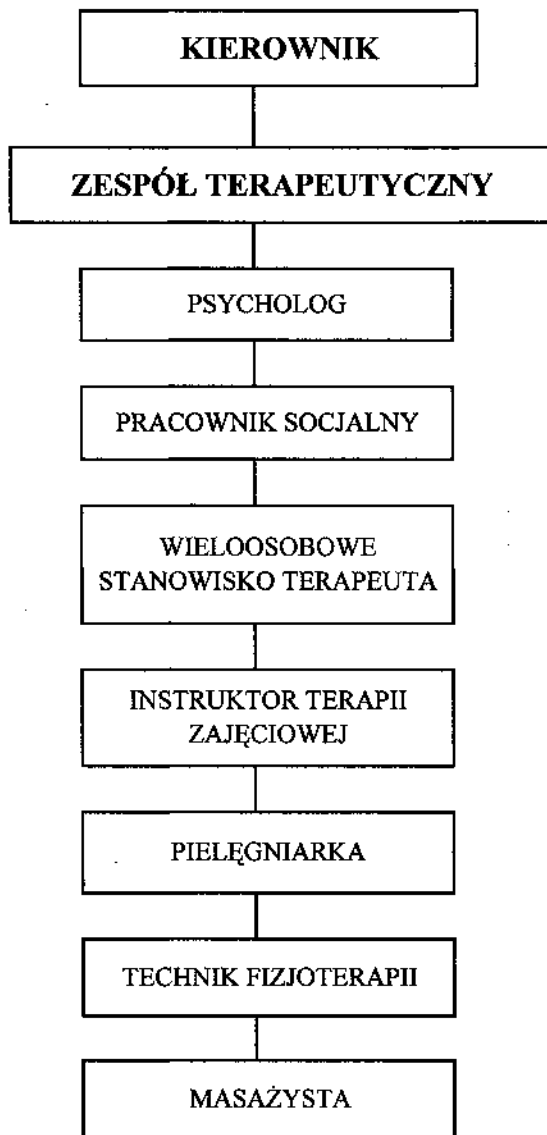 KIEROWNIK
ZESPÓŁ TERAPEUTYCZNY
PSYCHOLOG
PRACOWNIK SOCJALNY
WIELOOSOBOWE
STANOWISKO TERAPEUTA
INSTRUKTOR TERAPII
ZAJĘCIOWEJ
PIELĘGNIARKA
TECHNIK FIZJOTERAPII
MASAŻYSTA